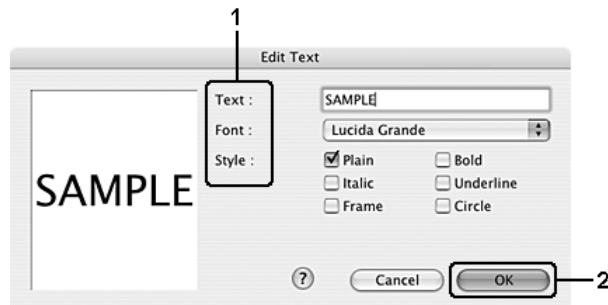 1
Edit Text
Text :
SAMPLE
Font :
Lucida Grande
Style :
Plain
Bold
Italic
Underline
Frame
Circle
SAMPLE
?
Cancel
OK
2